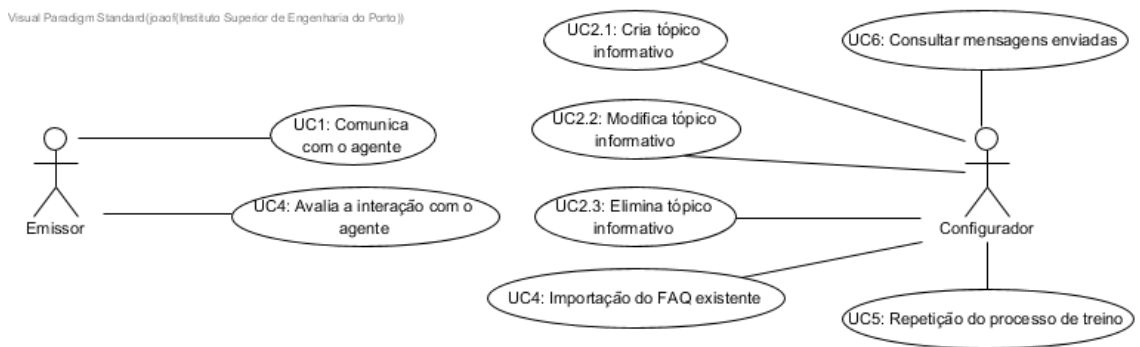 Visual Paradigm Standard(joaof(Instituto Superior de Engenharia do Porto))
UC2.1: Cria tópico
informativo
UC6: Consultar mensagens enviadas
UC1: Comunica
com o agente
UC2.2: Modifica tópico
informativo
UC4: Avalia a interação com o
agente
Emissor
UC2.3: Elimina tópico
informativo
Configurador
UC4: Importação do FAQ existente
UC5: Repetição do processo de treino